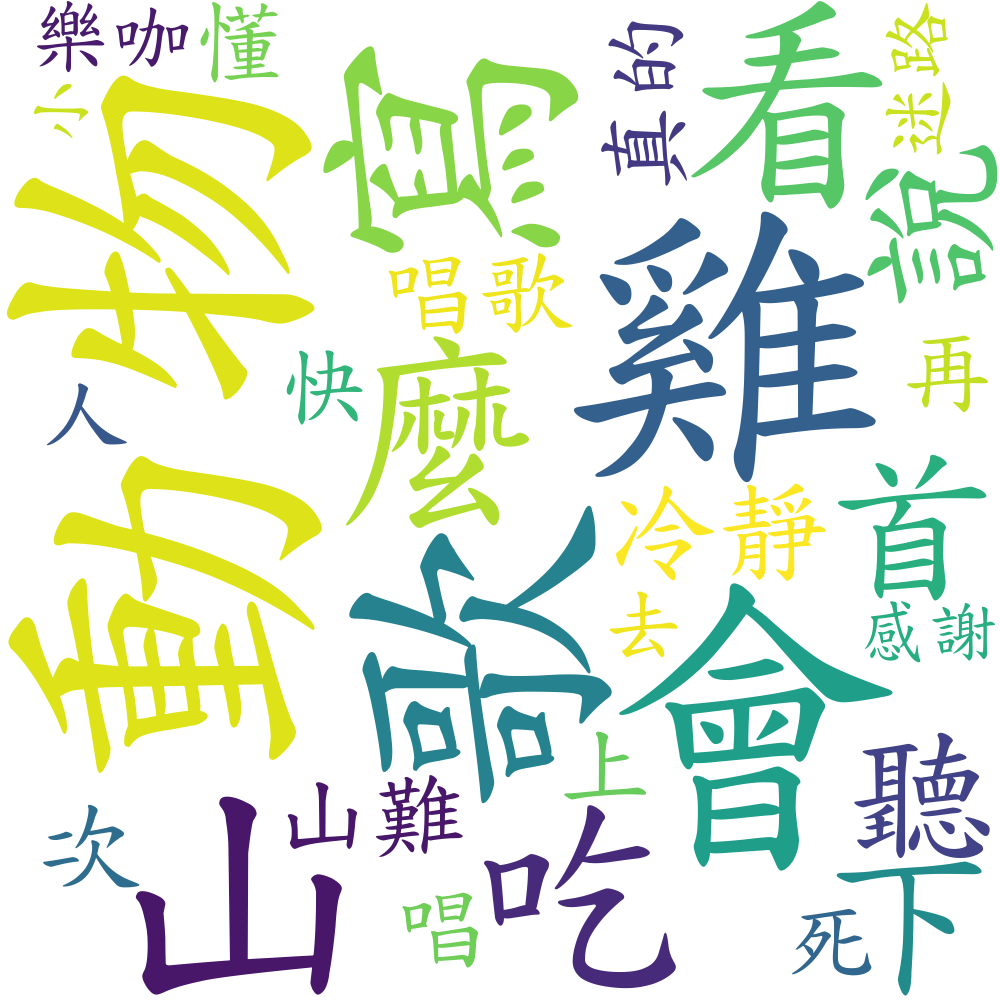 樂
咖
懂
小
動物
寫
看
真的
迷路
說
唱歌
雞
快
麼
再
人
冷靜
首
歌
去
會
感謝
上
聽
山
山難
次
吃
下
唱
死